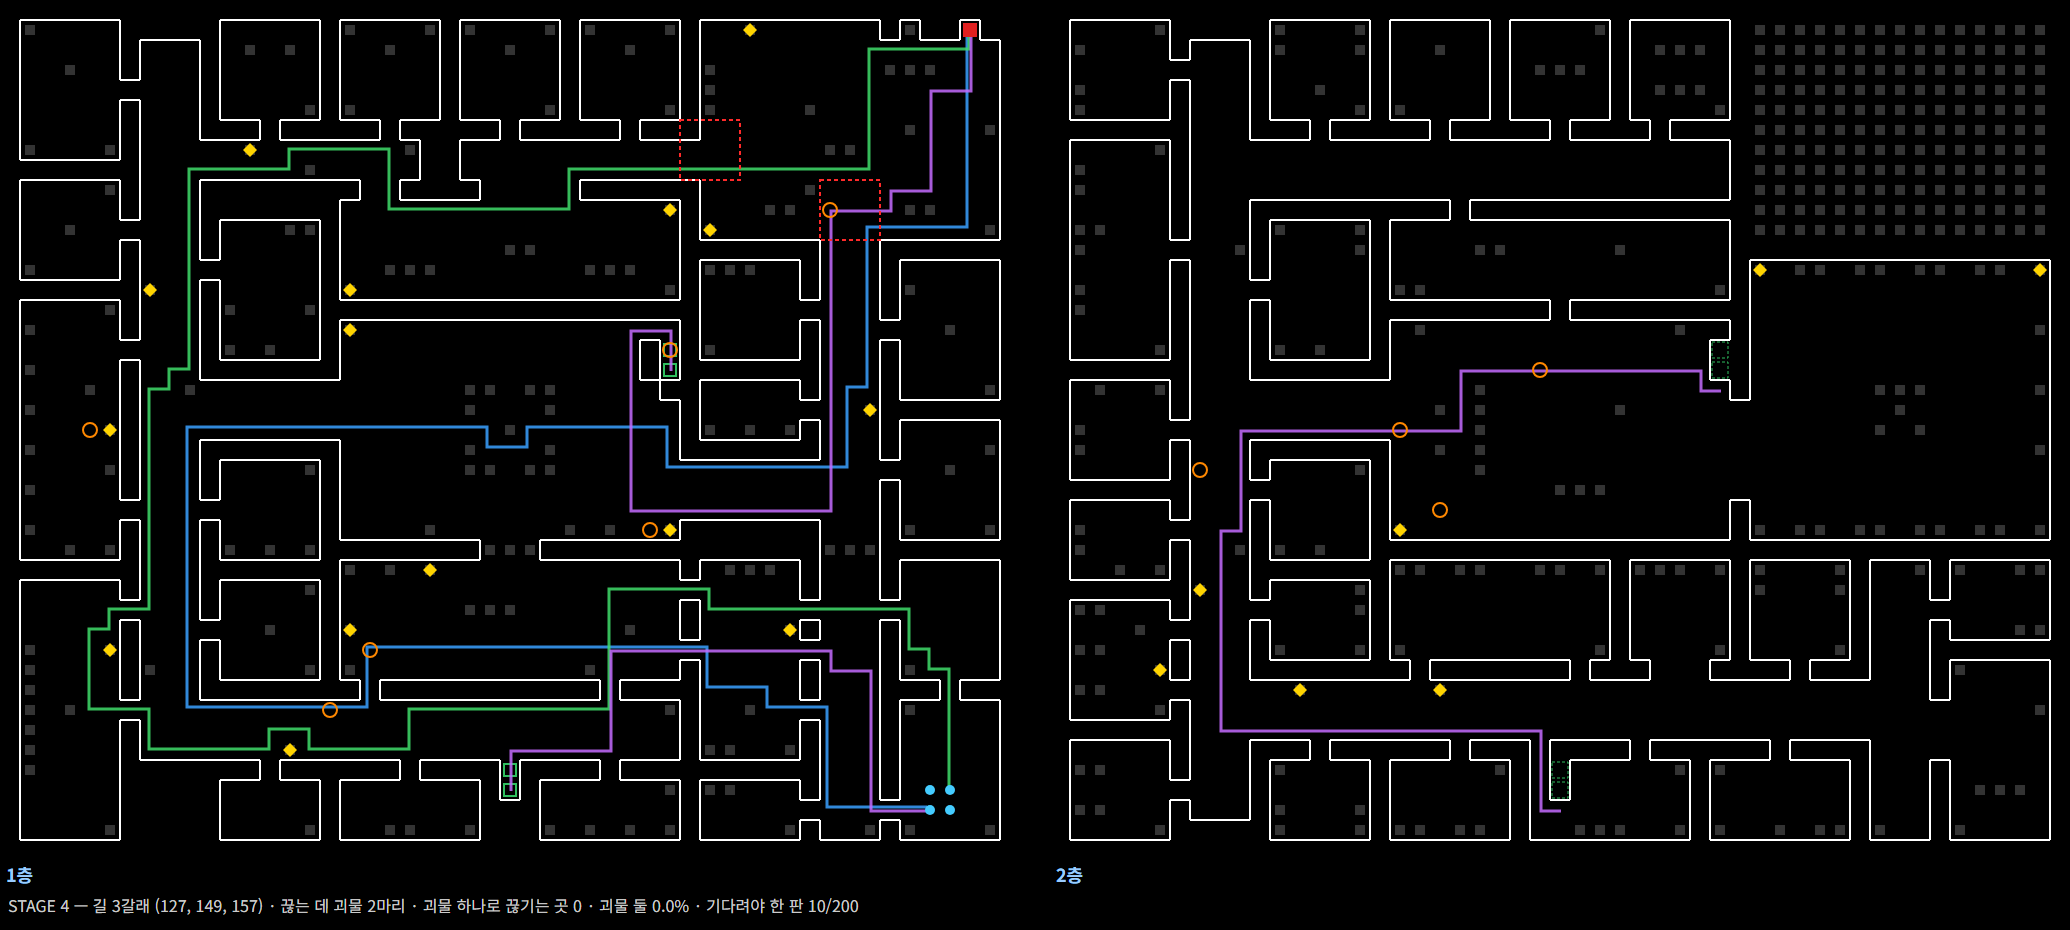 1층
2층
STAGE 4 — 길 3갈래 (127, 149, 157) · 끊는 데 괴물 2마리 · 괴물 하나로 끊기는 곳 0 · 괴물 둘 0.0% · 기다려야 한 판 10/200